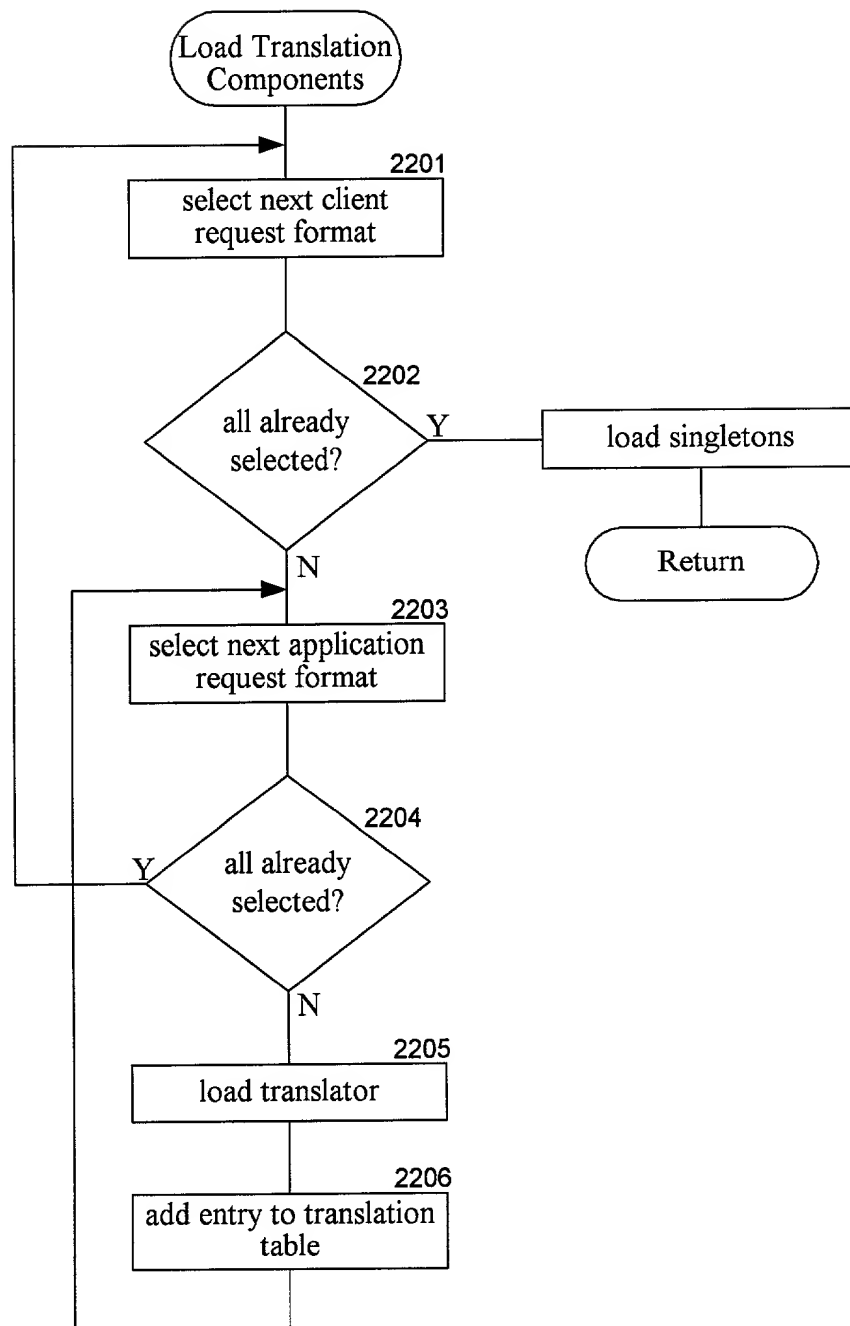 Load Translation
Components
2201
select next client
request format
2202
all already
selected?
Y
load singletons
N
Return
2203
select next application
request format
2204
Y
all already
selected?
N
2205
load translator
2206
add entry to translation
table